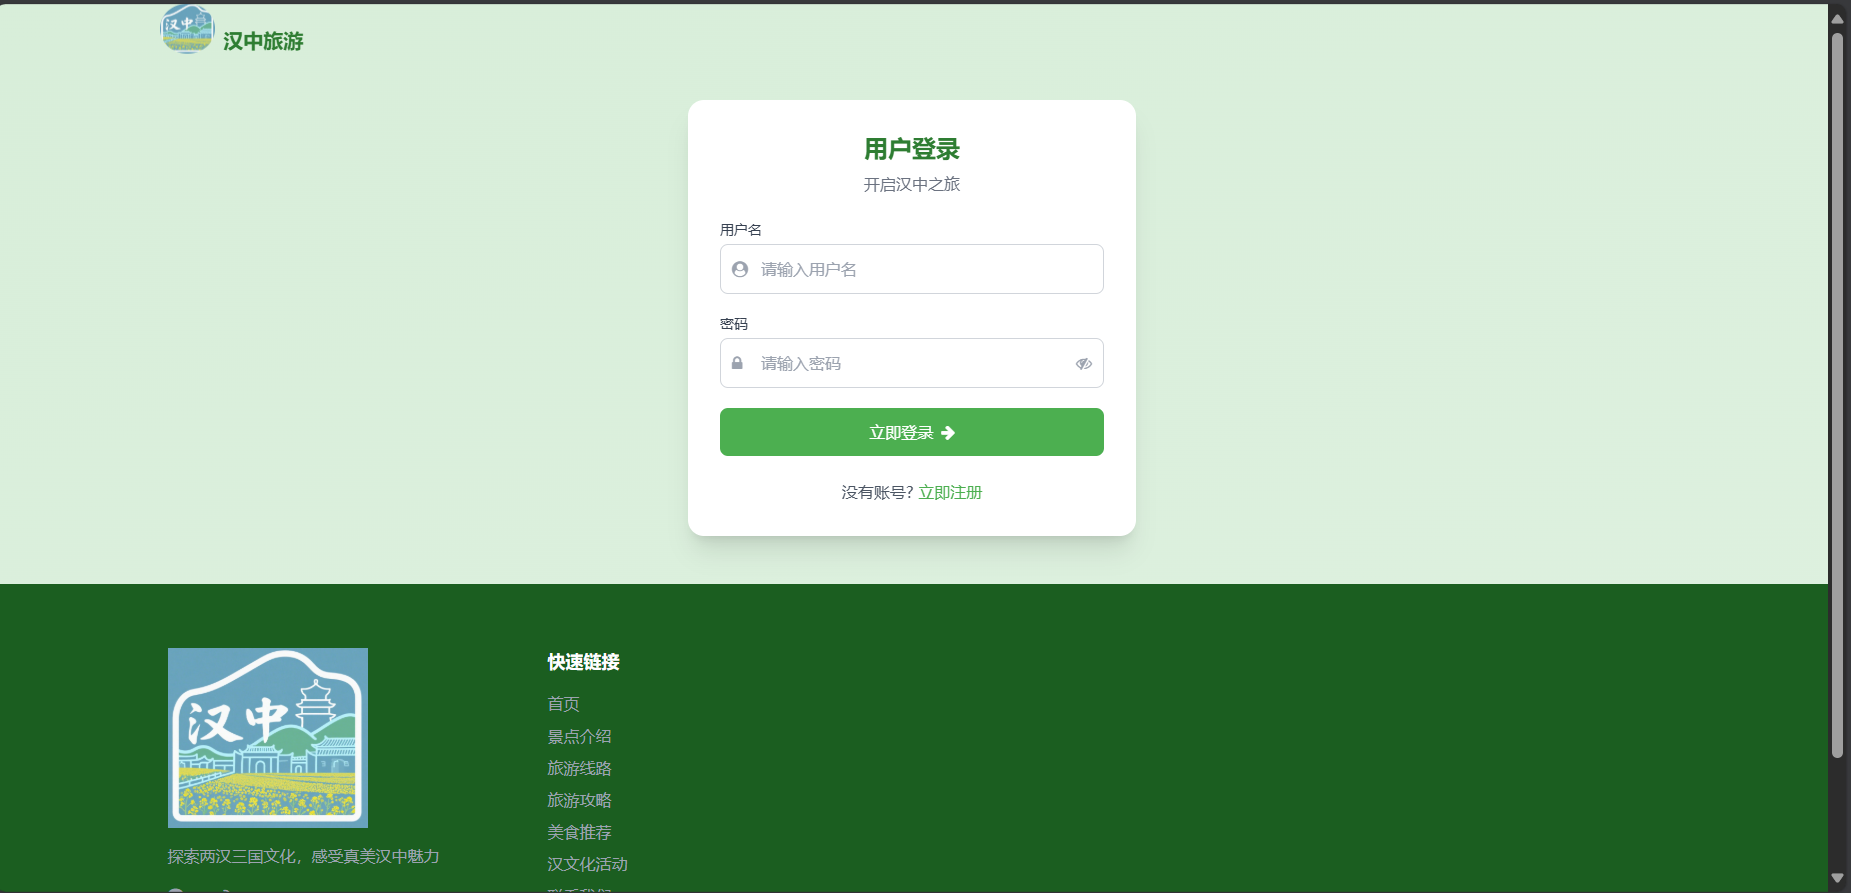 汉中
汉中旅游
用户登录
开启汉中之旅
用户名
请输入用户名
密码
请输入密码
立即登录
没有账号? 立即注册
汉中
探索两汉三国文化，感受真美汉中魅力
快速链接
首页
景点介绍
旅游线路
旅游攻略
美食推荐
汉文化活动